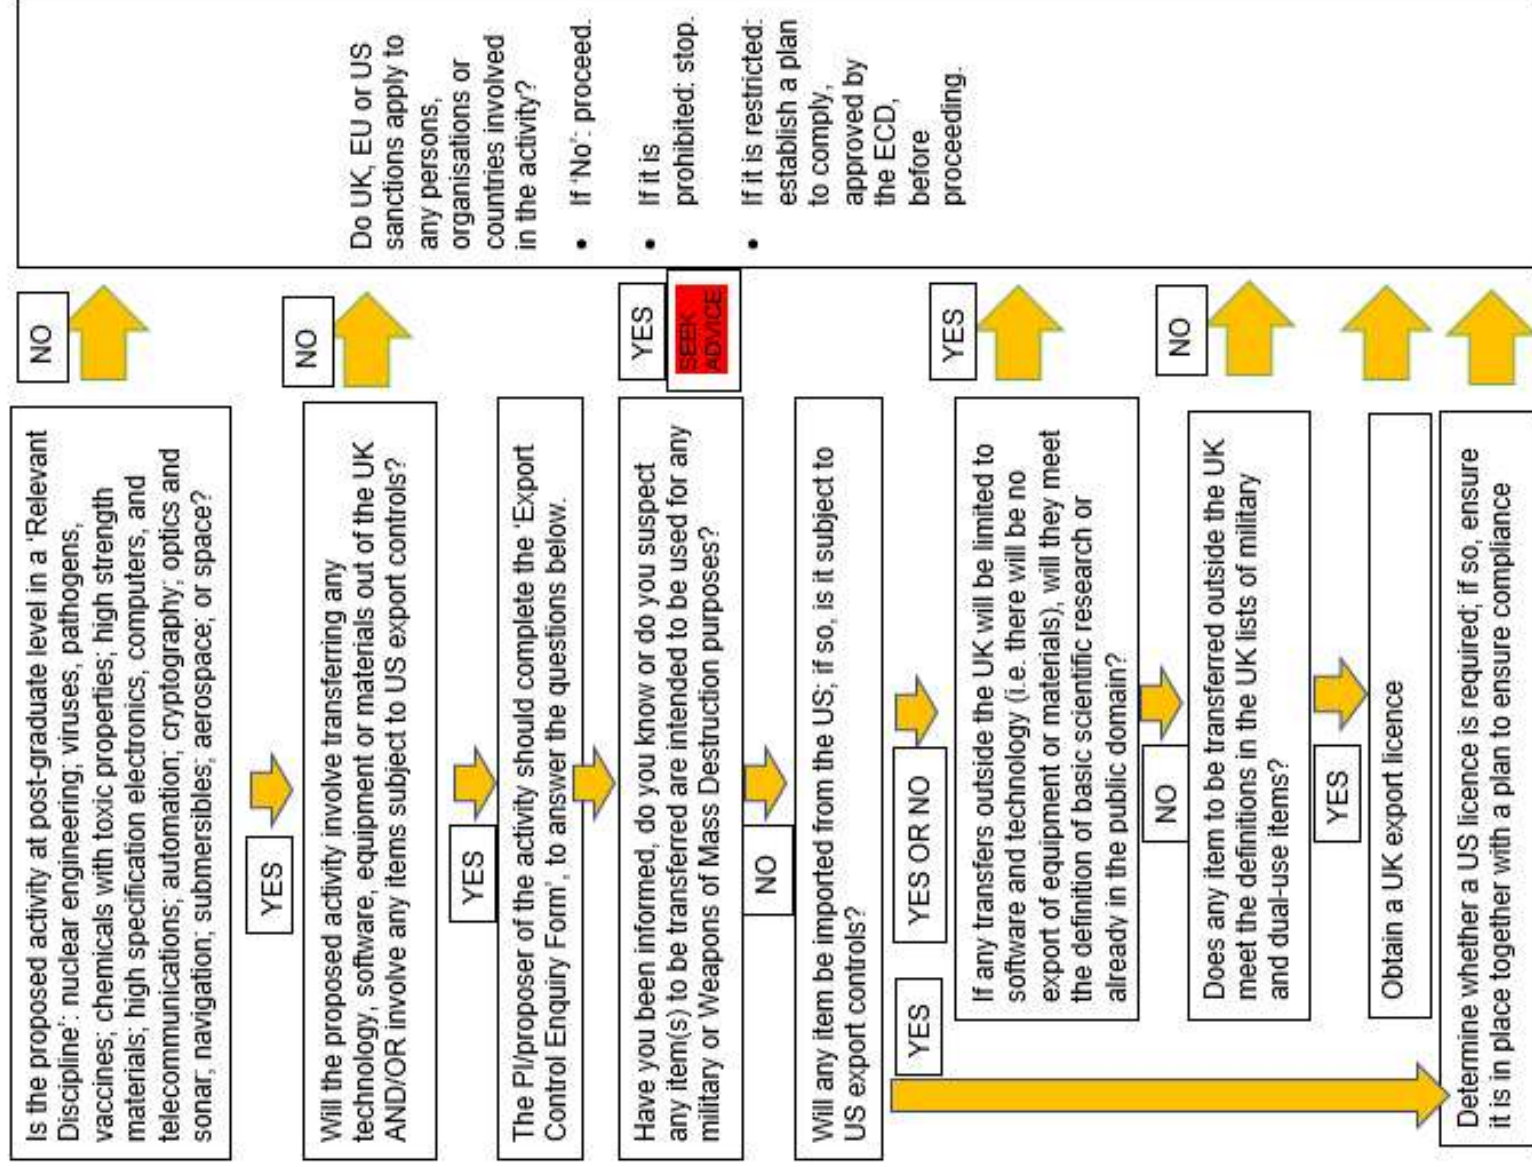 Is the proposed activity at post-graduate level in a ‘Relevant
Discipline’: nuclear engineering; viruses, pathogens,
vaccines; chemicals with toxic properties; high strength
materials; high specification electronics, computers, and
telecommunications; automation; cryptography; optics and
sonar; navigation; submersibles; aerospace; or space?
NO
YES
Will the proposed activity involve transferring any
technology, software, equipment or materials out of the UK
AND/OR involve any items subject to US export controls?
NO
YES
The PI/proposer of the activity should complete the ‘Export
Control Enquiry Form’, to answer the questions below.
Have you been informed, do you know or do you suspect
any item(s) to be transferred are intended to be used for any
military or Weapons of Mass Destruction purposes?
YES
SEEK
ADVICE
NO
Will any item be imported from the US; if so, is it subject to
US export controls?
YES
YES OR NO
If any transfers outside the UK will be limited to
software and technology (i.e. there will be no
export of equipment or materials), will they meet
the definition of basic scientific research or
already in the public domain?
YES
NO
Does any item to be transferred outside the UK
meet the definitions in the UK lists of military
and dual-use items?
NO
YES
Obtain a UK export licence
Determine whether a US licence is required; if so, ensure
it is in place together with a plan to ensure compliance
Do UK, EU or US
sanctions apply to
any persons,
organisations or
countries involved
in the activity?
• If ‘No’: proceed.
• If it is
prohibited: stop.
• If it is restricted:
establish a plan
to comply,
approved by
the ECD,
before
proceeding.